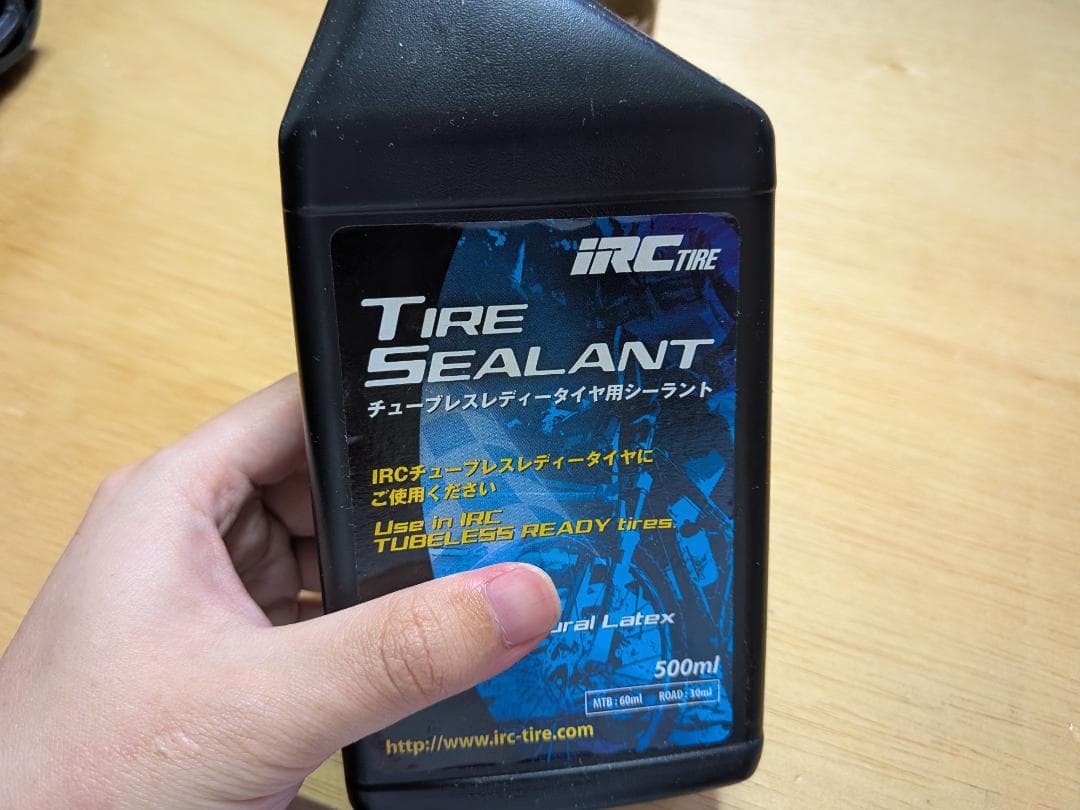 iRC TIRE
TIRE
SEALANT
チューブレスレディータイヤ用シーラント
IRCチューブレスレディータイヤに
ご使用ください
Use in IRC
TUBELESS READY tires.
Latex
500ml
MTB : 60ml ROAD : 30ml
http://www.irc-tire.com